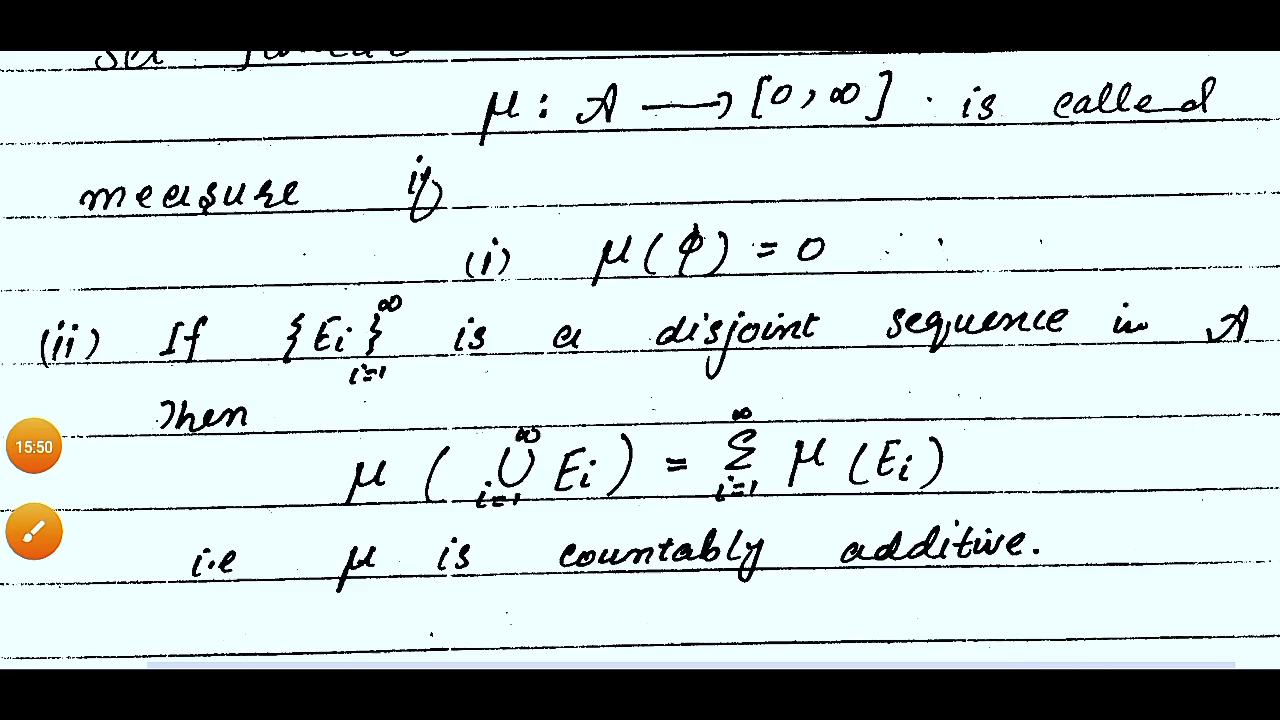 μ : 𝒜 ⟶ [0, ∞] . is called
measure if
(i) μ(ϕ) = 0
(ii) If {Ei}_{i=1}^{∞} is a disjoint sequence in 𝒜
Then
μ ( ⋃_{i=1}^{∞} Ei ) = Σ_{i=1}^{∞} μ (Ei)
15:50
i.e μ is countably additive.